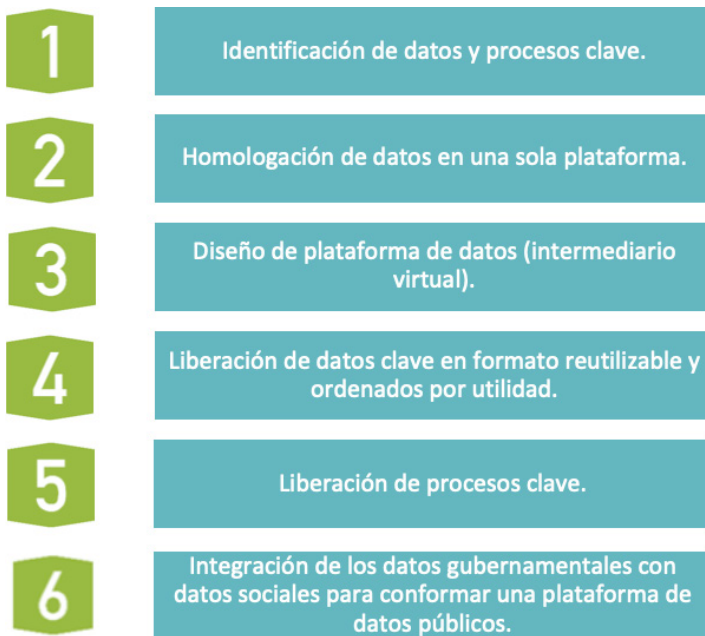 1
Identificación de datos y procesos clave.
2
Homologación de datos en una sola plataforma.
3
Diseño de plataforma de datos (intermediario
virtual).
4
Liberación de datos clave en formato reutilizable y
ordenados por utilidad.
5
Liberación de procesos clave.
6
Integración de los datos gubernamentales con
datos sociales para conformar una plataforma de
datos públicos.